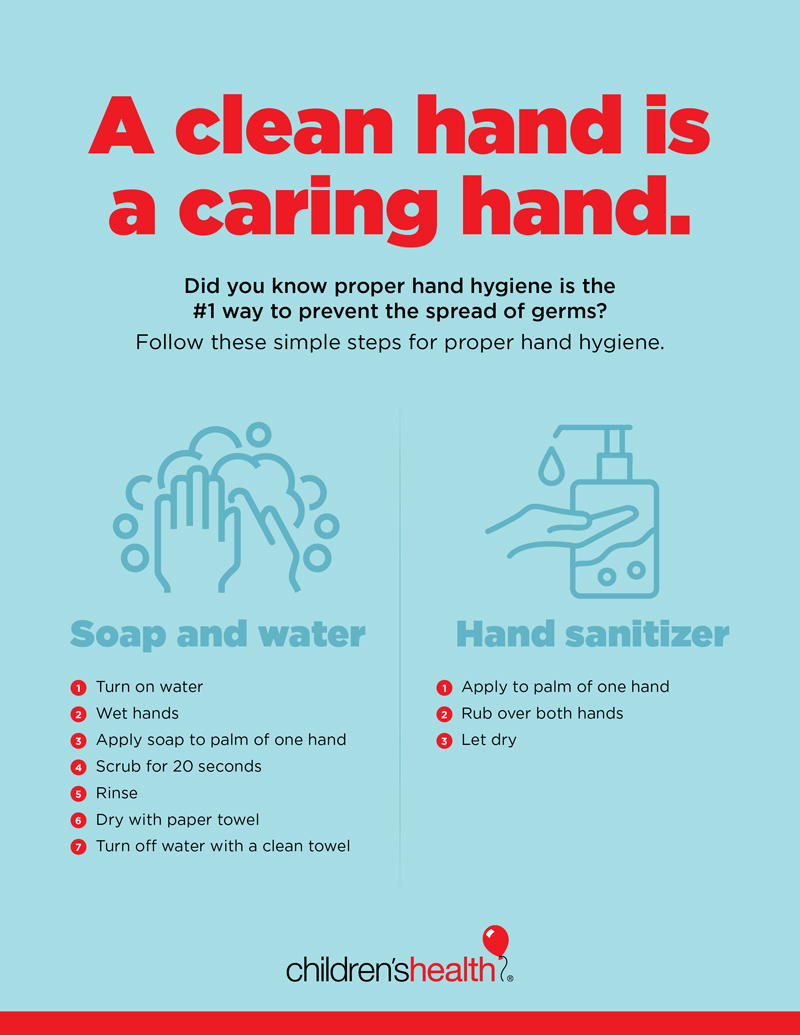 A clean hand is
a caring hand.
Did you know proper hand hygiene is the
#1 way to prevent the spread of germs?
Follow these simple steps for proper hand hygiene.
Soap and water
1 Turn on water
2 Wet hands
3 Apply soap to palm of one hand
4 Scrub for 20 seconds
5 Rinse
6 Dry with paper towel
7 Turn off water with a clean towel
Hand sanitizer
1 Apply to palm of one hand
2 Rub over both hands
3 Let dry
children'shealth®